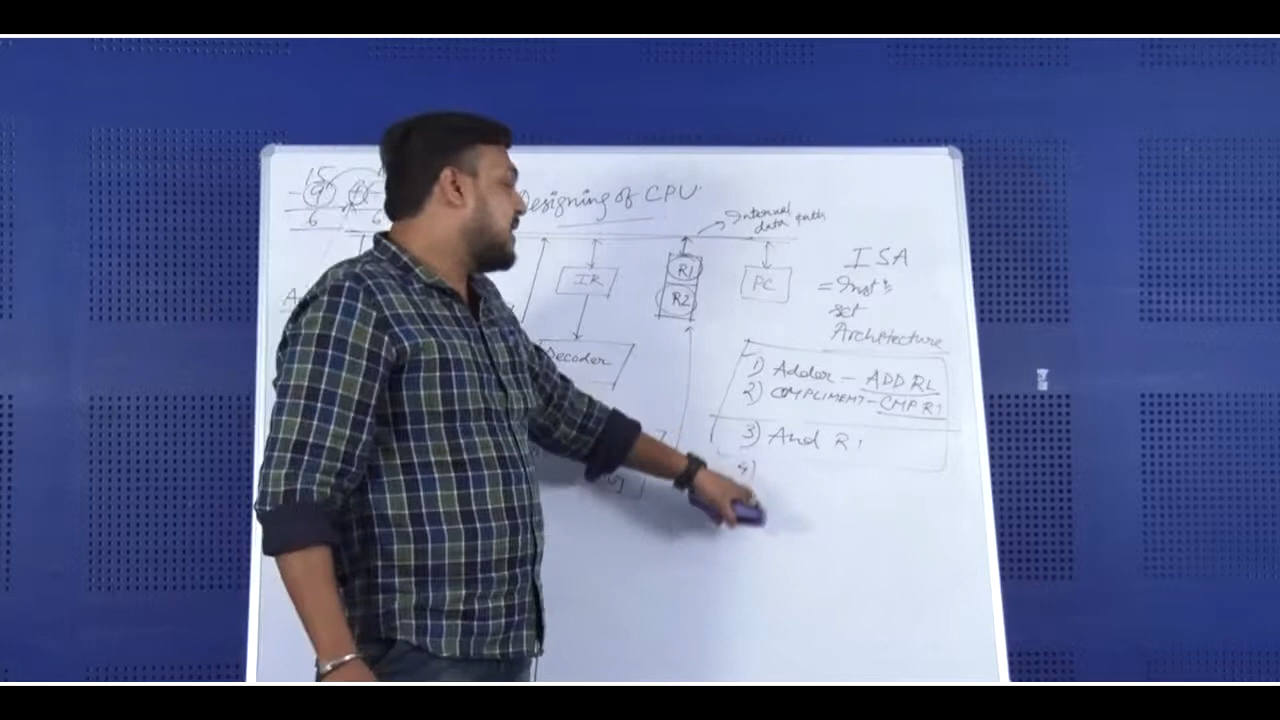 15
9 +
6 6
Designing of CPU
Internal
data path
IR
R1
R2
PC
ISA
= Inst's
set
Architecture
Decoder
1) Adder - ADD R1
2) COMPLIMENT - CMP R1
3) And R1
4)